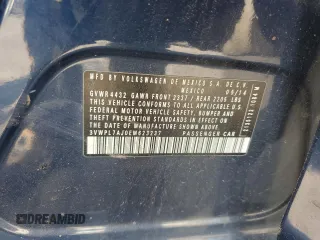 MFD. BY VOLKSWAGEN DE MEXICO S.A. DE C.V.
MEXICO 09/14
GVWR 4432 GAWR FRONT 2337 / REAR 2205 LBS
THIS VEHICLE CONFORMS TO ALL APPLICABLE
FEDERAL MOTOR VEHICLE SAFETY, BUMPER, AND
THEFT PREVENTION STANDARDS IN EFFECT ON THE
DATE OF MANUFACTURE SHOWN ABOVE.
3VWPL7AJ0EM623237 PASSENGER CAR
DREAMBID